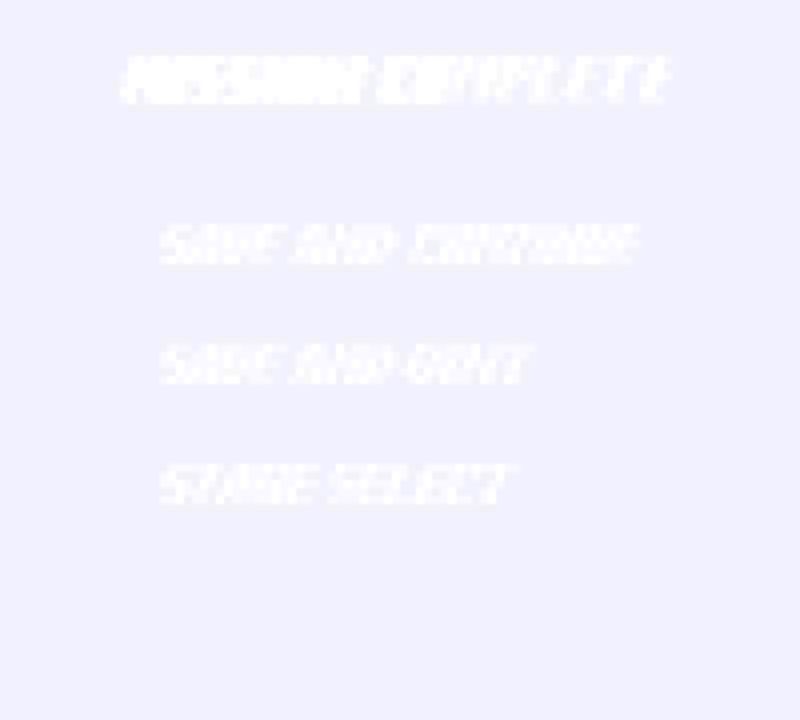 MISSION COMPLETE
SAVE AND CONTINUE
SAVE AND QUIT
STAGE SELECT